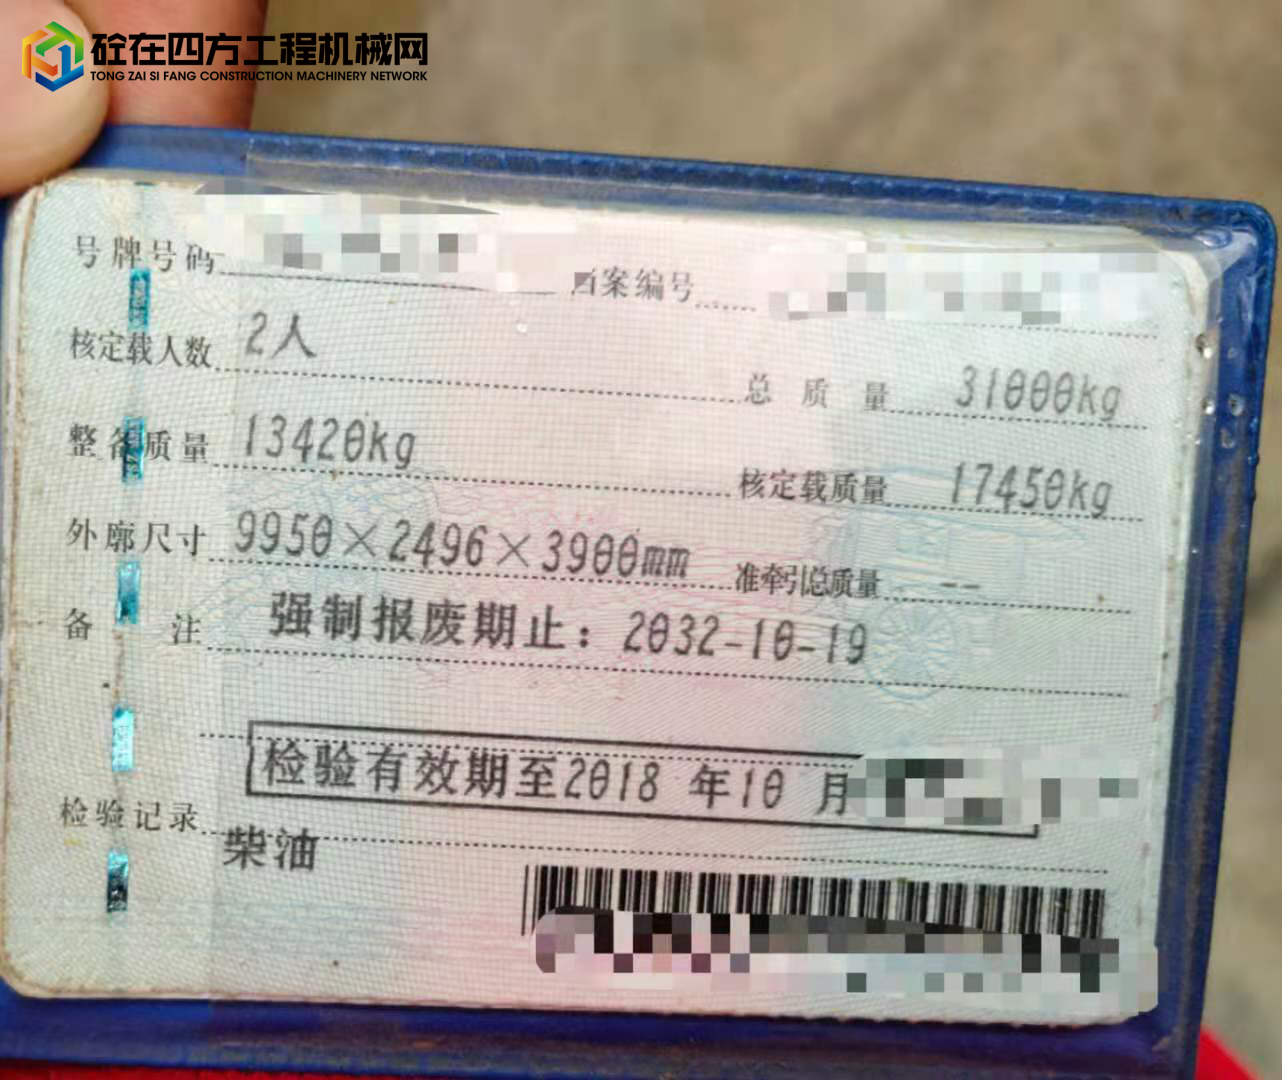 砼在四方工程机械网
TONG ZAI SI FANG CONSTRUCTION MACHINERY NETWORK
号牌号码 档案编号
核定载人数 2人 总质量 31000kg
整备质量 13420kg 核定载质量 17450kg
外廓尺寸 9950×2496×3900mm 准牵引总质量 --
备注 强制报废期止：2032-10-19
检验有效期至2018 年10 月
检验记录
柴油